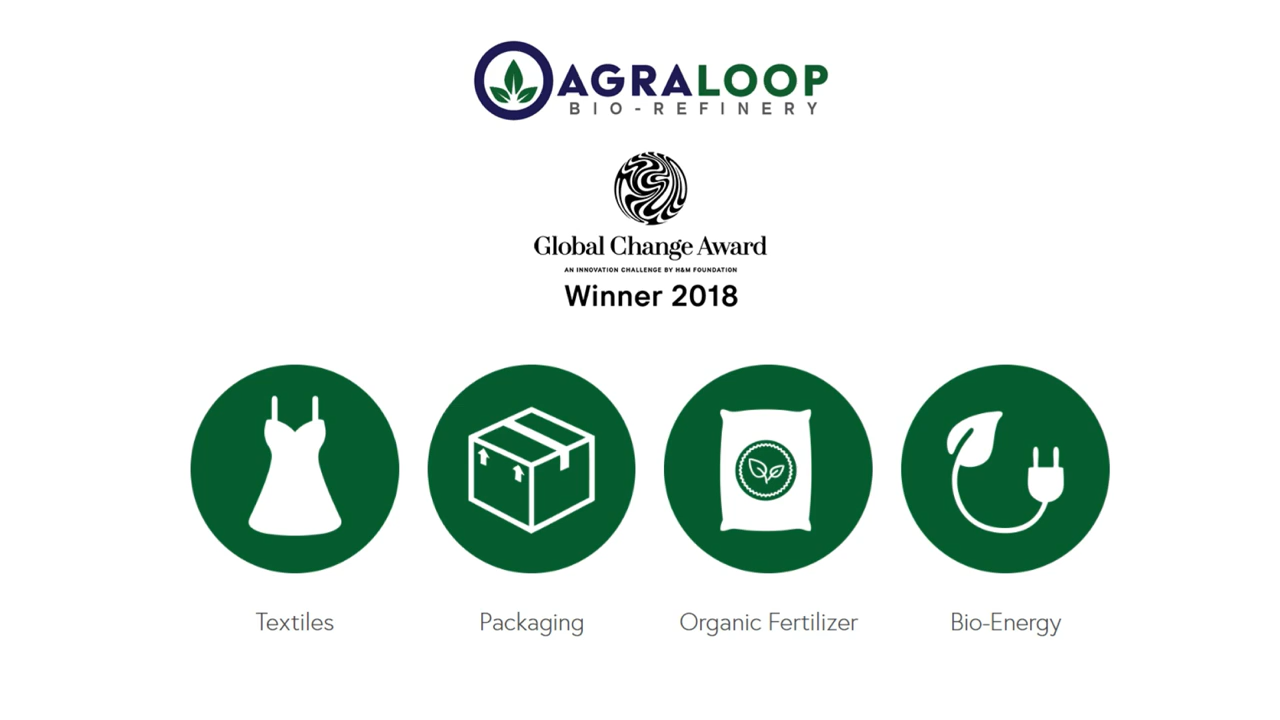 AGRALOOP
BIO-REFINERY
Global Change Award
AN INNOVATION CHALLENGE BY H&M FOUNDATION
Winner 2018
Textiles
Packaging
Organic Fertilizer
Bio-Energy